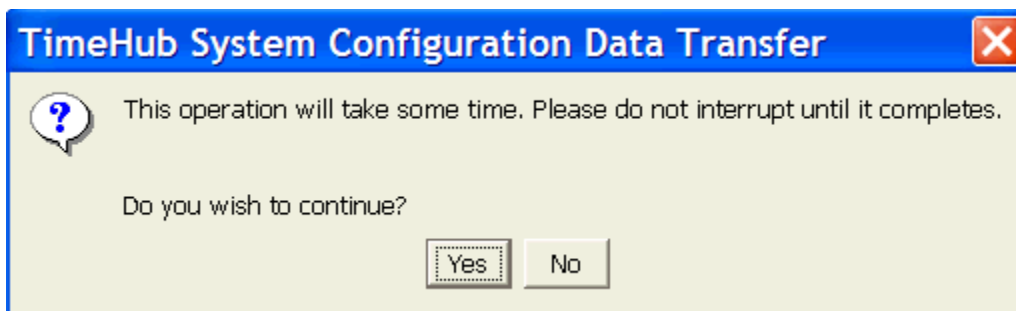 TimeHub System Configuration Data Transfer
This operation will take some time. Please do not interrupt until it completes.
Do you wish to continue?
Yes No